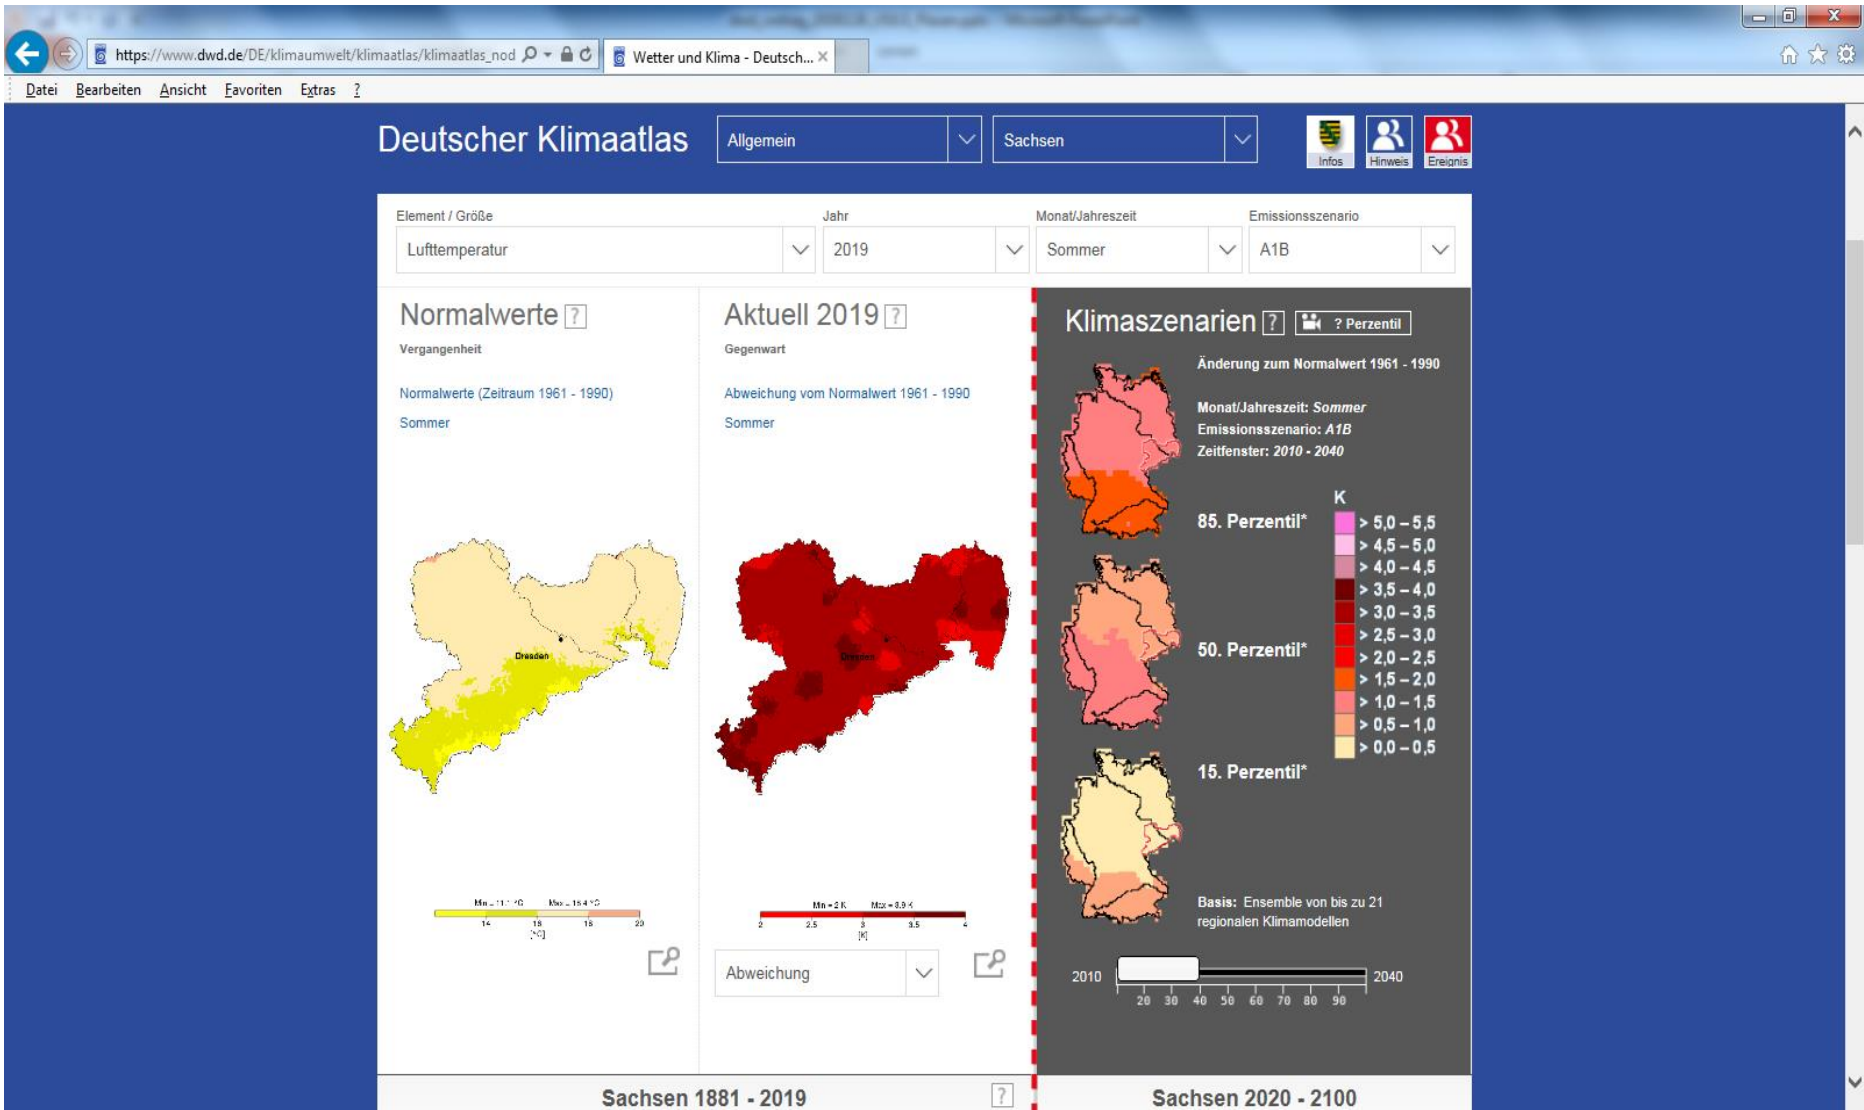 https://www.dwd.de/DE/klimaumwelt/klimaatlas/klimaatlas_nod
Wetter und Klima - Deutsch...
Datei Bearbeiten Ansicht Favoriten Extras ?
Deutscher Klimaatlas
Allgemein
Sachsen
Infos
Hinweis
Ereignis
Element / Größe
Jahr
Monat/Jahreszeit
Emissionsszenario
Lufttemperatur
2019
Sommer
A1B
Normalwerte ?
Vergangenheit
Normalwerte (Zeitraum 1961 - 1990)
Sommer
Dresden
14 16 18 20
[°C]
Aktuell 2019 ?
Gegenwart
Abweichung vom Normalwert 1961 - 1990
Sommer
Dresden
Min = 2 K Max = 3.9 K
2 2.5 3 3.5 4
[K]
Abweichung
Klimaszenarien ? ? Perzentil
Änderung zum Normalwert 1961 - 1990
Monat/Jahreszeit: Sommer
Emissionsszenario: A1B
Zeitfenster: 2010 - 2040
K
85. Perzentil*
50. Perzentil*
15. Perzentil*
> 5,0 – 5,5
> 4,5 – 5,0
> 4,0 – 4,5
> 3,5 – 4,0
> 3,0 – 3,5
> 2,5 – 3,0
> 2,0 – 2,5
> 1,5 – 2,0
> 1,0 – 1,5
> 0,5 – 1,0
> 0,0 – 0,5
Basis: Ensemble von bis zu 21
regionalen Klimamodellen
2010
2040
20 30 40 50 60 70 80 90
Sachsen 1881 - 2019 ?
Sachsen 2020 - 2100